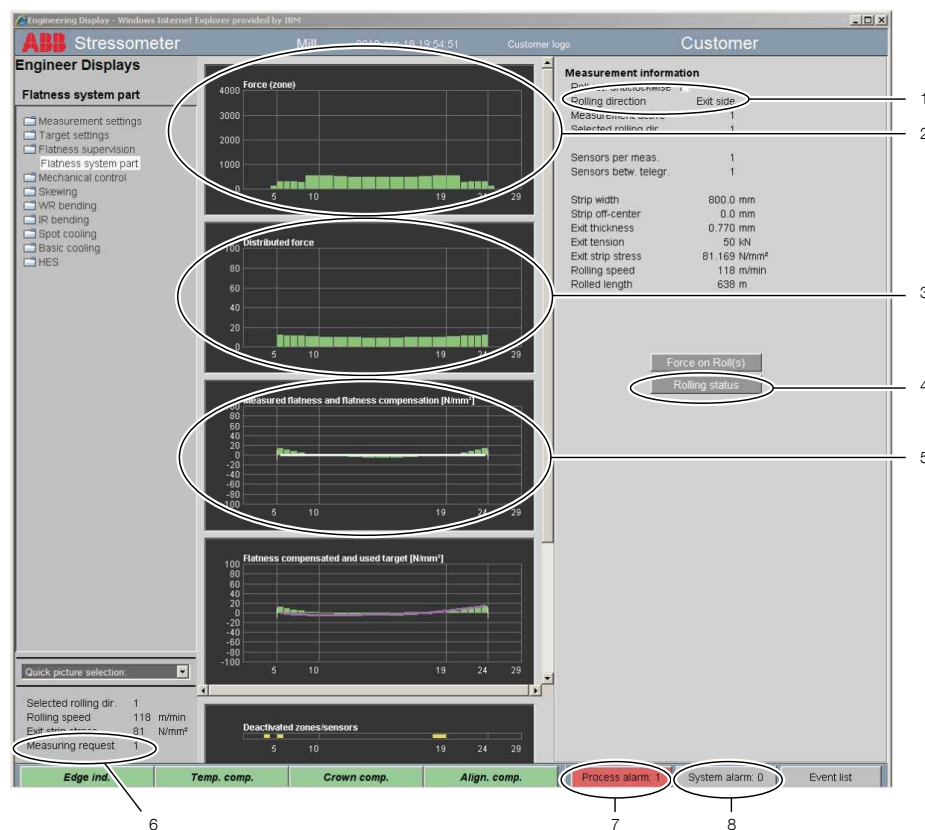 Engineering Display - Windows Internet Explorer provided by IBM
ABB Stressometer Mill 19:54:51 Customer logo Customer
Engineer Displays
Flatness system part
Measurement settings
Target settings
Flatness supervision
Flatness system part
Mechanical control
Skewing
WR bending
IR bending
Spot cooling
Basic cooling
HES
Quick picture selection:
Selected rolling dir. 1
Rolling speed 118 m/min
Exit strip stress 81 N/mm²
Measuring request 1
Force (zone)
4000
3000
2000
1000
0
5 10 19 24 29
Distributed force
100
80
60
40
20
0
5 10 19 24 29
Measured flatness and flatness compensation [N/mm²]
100
80
60
40
20
0
-20
-40
-60
-80
-100
5 10 19 24 29
Flatness compensated and used target [N/mm²]
100
80
60
40
20
0
-20
-40
-60
-80
-100
5 10 19 24 29
Deactivated zones/sensors
5 10 19 24 29
Measurement information
Rolling direction Exit side
Measurement active 1
Selected rolling dir. 1
Sensors per meas. 1
Sensors betw. telegr. 1
Strip width 800.0 mm
Strip off-center 0.0 mm
Exit thickness 0.770 mm
Exit tension 50 kN
Exit strip stress 81.169 N/mm²
Rolling speed 118 m/min
Rolled length 638 m
Force on Roll(s)
Rolling status
1
2
3
4
5
Edge ind. Temp. comp. Crown comp. Align. comp. Process alarm: 1 System alarm: 0 Event list
6 7 8